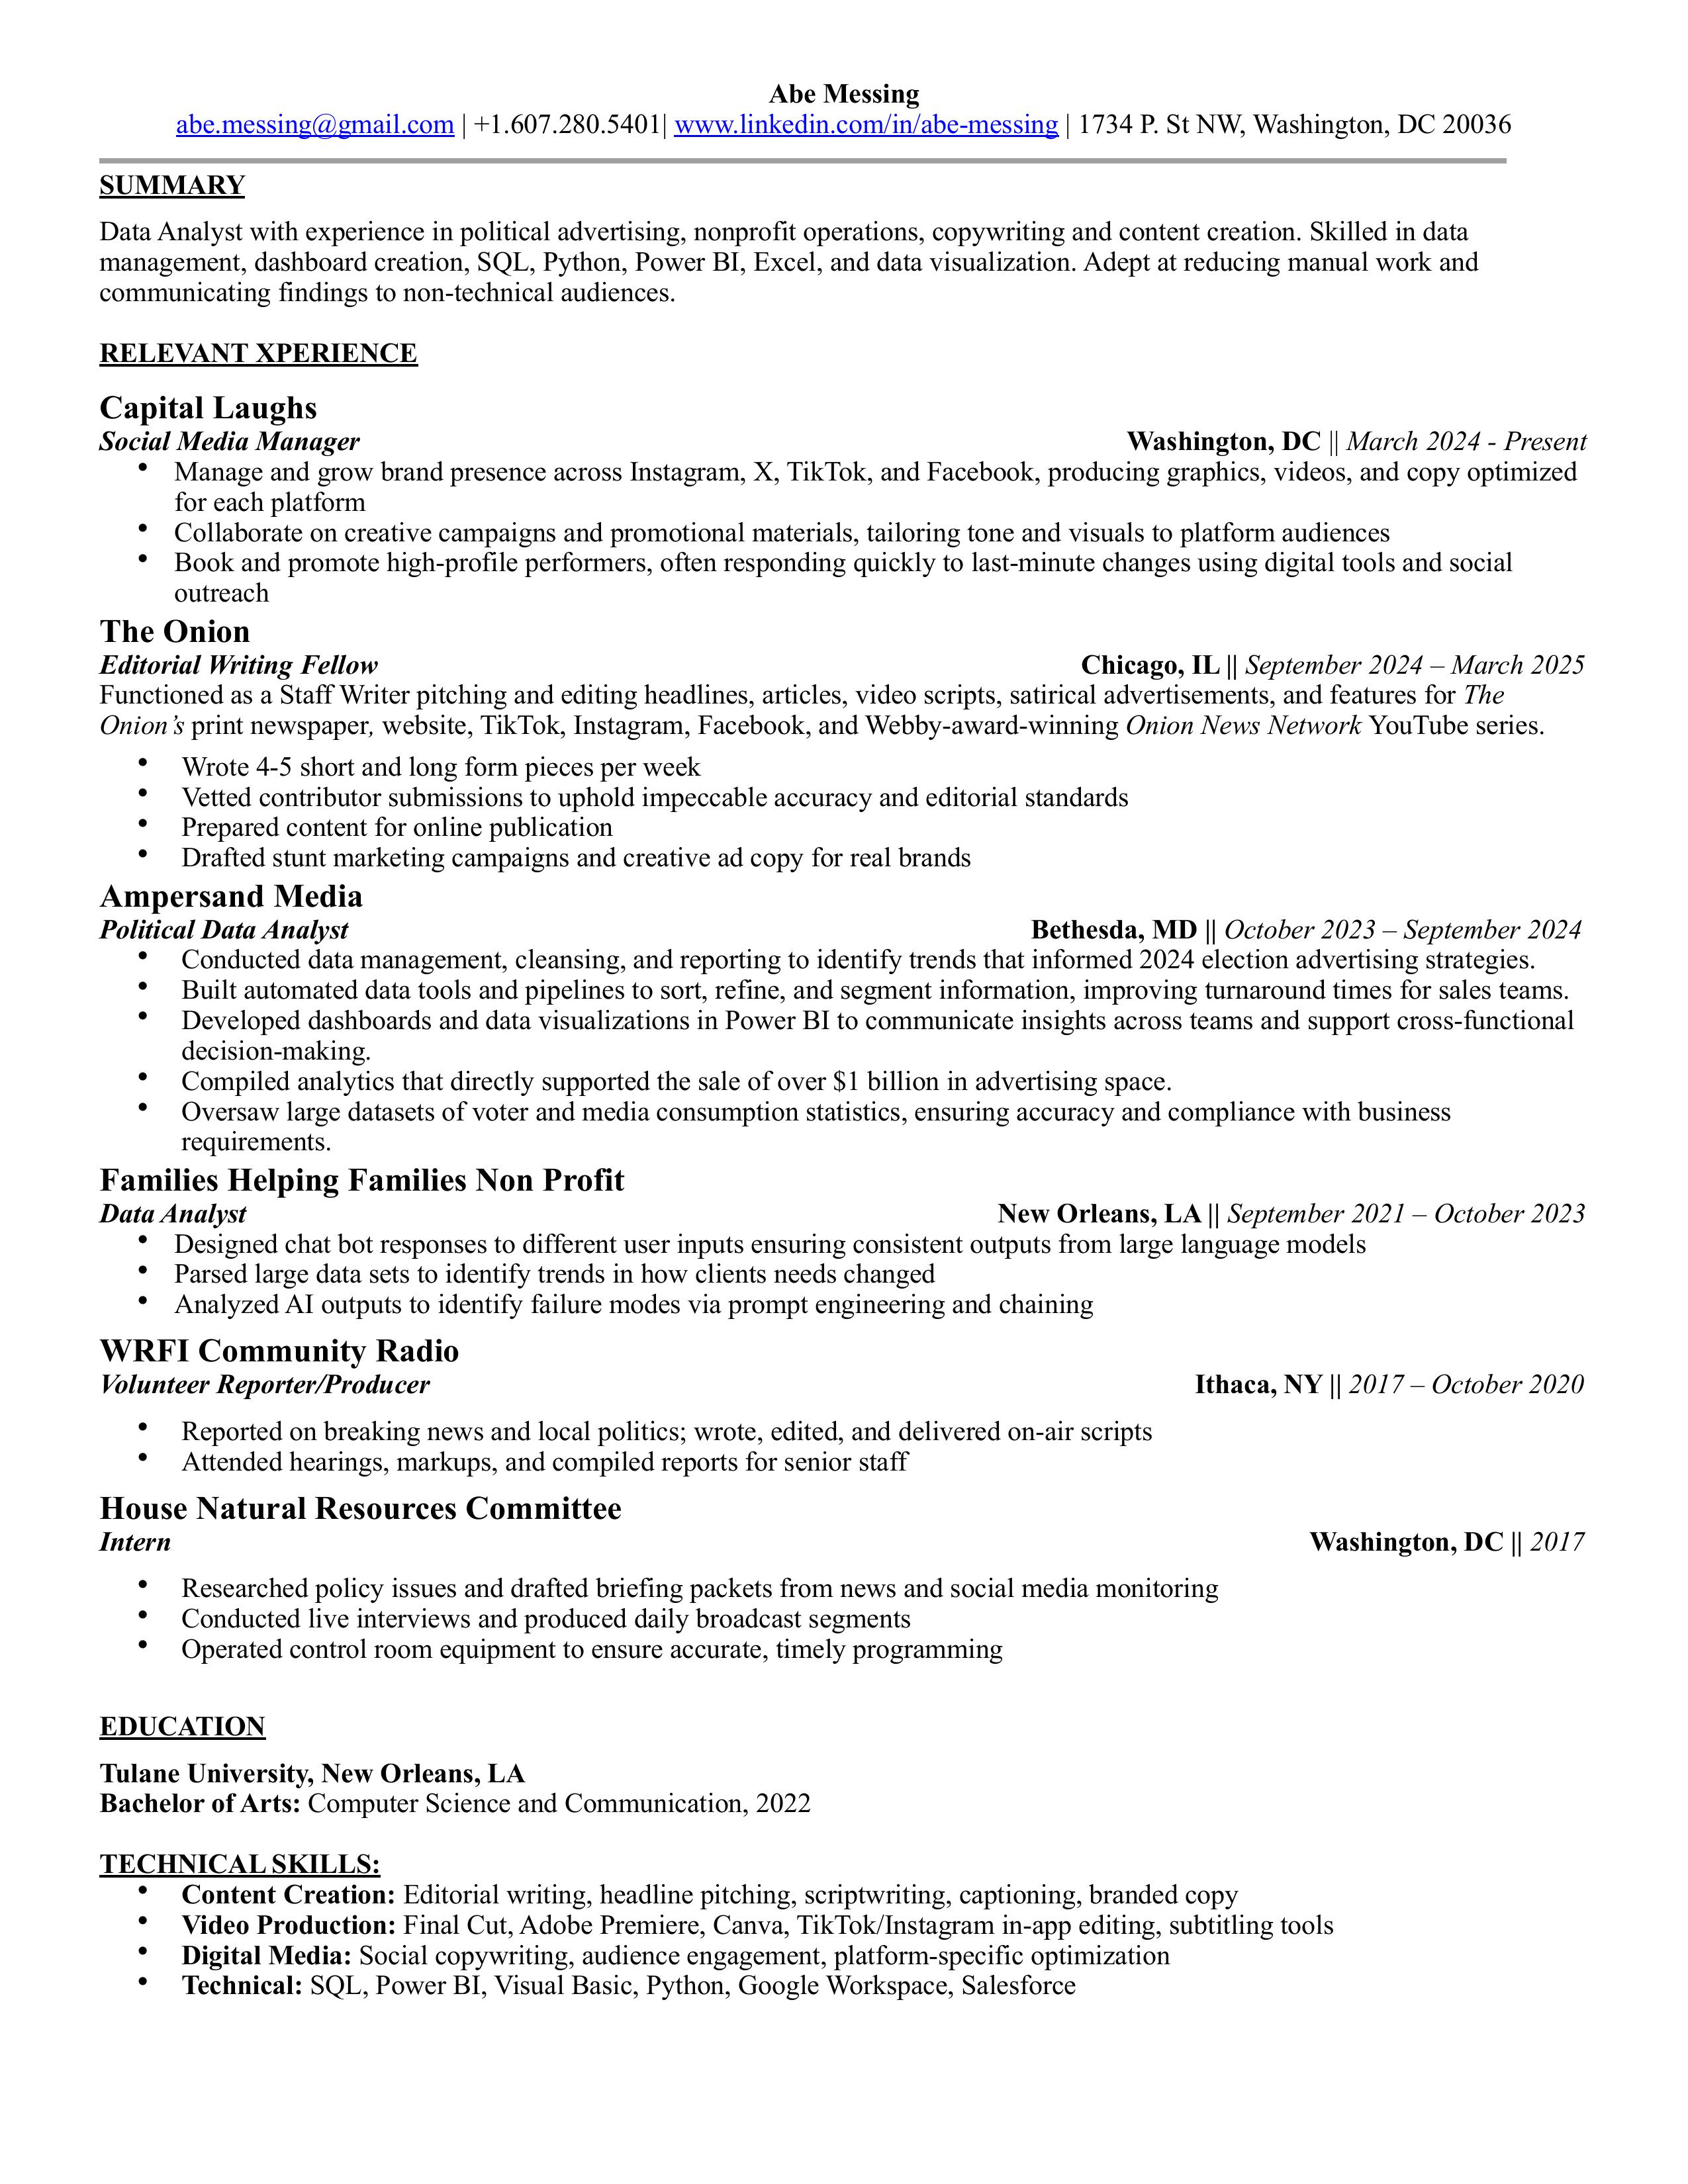 Abe Messing
abe.messing@gmail.com | +1.607.280.5401| www.linkedin.com/in/abe-messing | 1734 P. St NW, Washington, DC 20036
SUMMARY
Data Analyst with experience in political advertising, nonprofit operations, copywriting and content creation. Skilled in data
management, dashboard creation, SQL, Python, Power BI, Excel, and data visualization. Adept at reducing manual work and
communicating findings to non-technical audiences.
RELEVANT XPERIENCE
Capital Laughs
Social Media Manager Washington, DC || March 2024 - Present
• Manage and grow brand presence across Instagram, X, TikTok, and Facebook, producing graphics, videos, and copy optimized
for each platform
• Collaborate on creative campaigns and promotional materials, tailoring tone and visuals to platform audiences
• Book and promote high-profile performers, often responding quickly to last-minute changes using digital tools and social
outreach
The Onion
Editorial Writing Fellow Chicago, IL || September 2024 – March 2025
Functioned as a Staff Writer pitching and editing headlines, articles, video scripts, satirical advertisements, and features for The
Onion’s print newspaper, website, TikTok, Instagram, Facebook, and Webby-award-winning Onion News Network YouTube series.
• Wrote 4-5 short and long form pieces per week
• Vetted contributor submissions to uphold impeccable accuracy and editorial standards
• Prepared content for online publication
• Drafted stunt marketing campaigns and creative ad copy for real brands
Ampersand Media
Political Data Analyst Bethesda, MD || October 2023 – September 2024
• Conducted data management, cleansing, and reporting to identify trends that informed 2024 election advertising strategies.
• Built automated data tools and pipelines to sort, refine, and segment information, improving turnaround times for sales teams.
• Developed dashboards and data visualizations in Power BI to communicate insights across teams and support cross-functional
decision-making.
• Compiled analytics that directly supported the sale of over $1 billion in advertising space.
• Oversaw large datasets of voter and media consumption statistics, ensuring accuracy and compliance with business
requirements.
Families Helping Families Non Profit
Data Analyst New Orleans, LA || September 2021 – October 2023
• Designed chat bot responses to different user inputs ensuring consistent outputs from large language models
• Parsed large data sets to identify trends in how clients needs changed
• Analyzed AI outputs to identify failure modes via prompt engineering and chaining
WRFI Community Radio
Volunteer Reporter/Producer Ithaca, NY || 2017 – October 2020
• Reported on breaking news and local politics; wrote, edited, and delivered on-air scripts
• Attended hearings, markups, and compiled reports for senior staff
House Natural Resources Committee
Intern Washington, DC || 2017
• Researched policy issues and drafted briefing packets from news and social media monitoring
• Conducted live interviews and produced daily broadcast segments
• Operated control room equipment to ensure accurate, timely programming
EDUCATION
Tulane University, New Orleans, LA
Bachelor of Arts: Computer Science and Communication, 2022
TECHNICAL SKILLS:
• Content Creation: Editorial writing, headline pitching, scriptwriting, captioning, branded copy
• Video Production: Final Cut, Adobe Premiere, Canva, TikTok/Instagram in-app editing, subtitling tools
• Digital Media: Social copywriting, audience engagement, platform-specific optimization
• Technical: SQL, Power BI, Visual Basic, Python, Google Workspace, Salesforce